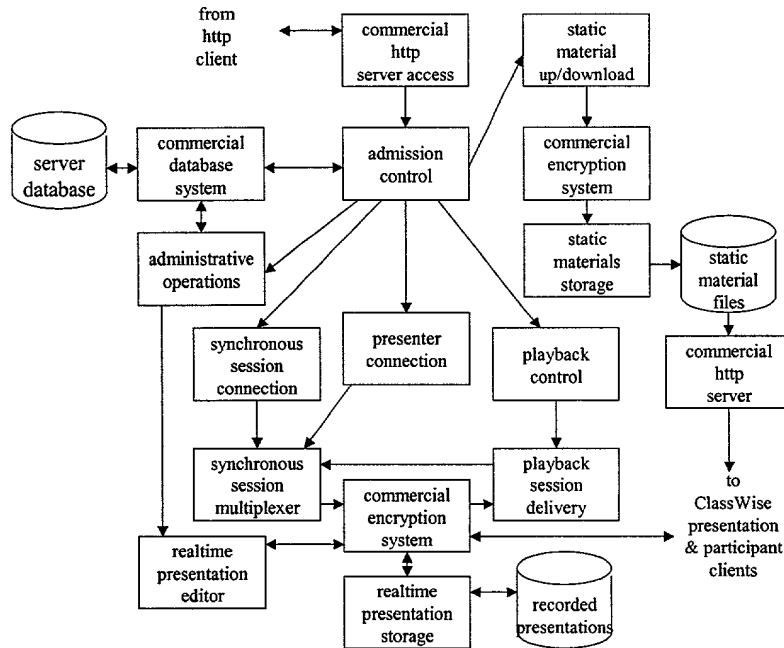 from
http
client
commercial
http
server access
static
material
up/download
server
database
commercial
database
system
admission
control
commercial
encryption
system
administrative
operations
static
materials
storage
static
material
files
synchronous
session
connection
presenter
connection
playback
control
commercial
http
server
synchronous
session
multiplexer
commercial
encryption
system
playback
session
delivery
to
ClassWise
presentation
& participant
clients
realtime
presentation
editor
realtime
presentation
storage
recorded
presentations